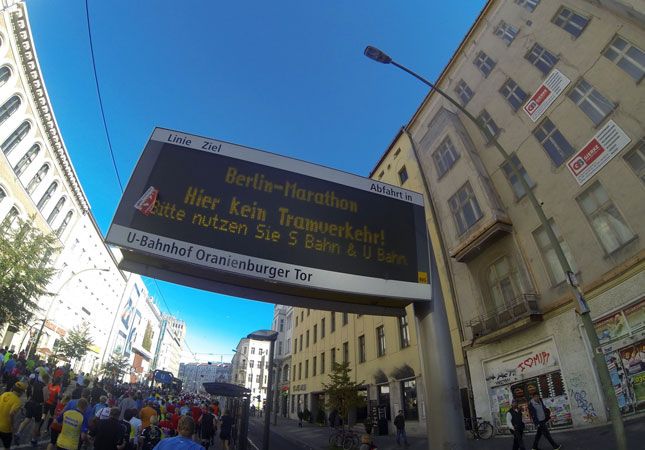 Linie Ziel
Abfahrt in
Berlin-Marathon
Hier kein Tramverkehr!
Bitte nutzen Sie S Bahn & U Bahn
U-Bahnhof Oranienburger Tor